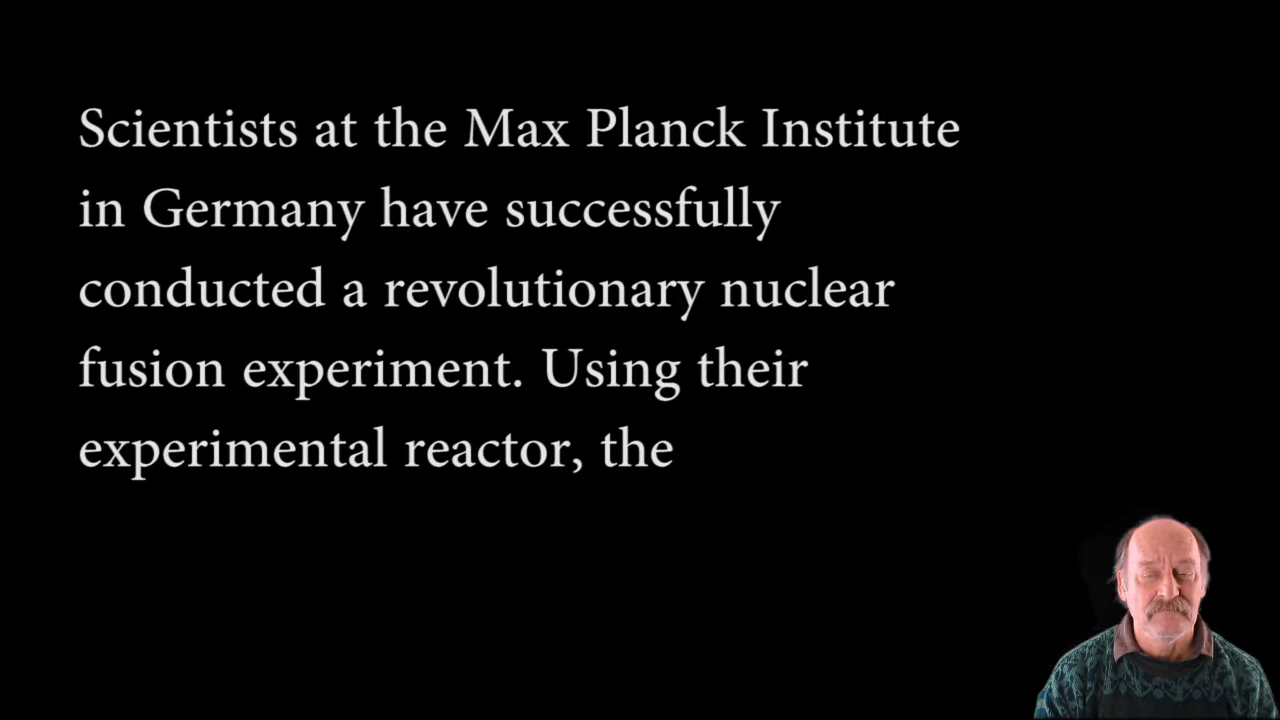 Scientists at the Max Planck Institute
in Germany have successfully
conducted a revolutionary nuclear
fusion experiment. Using their
experimental reactor, the